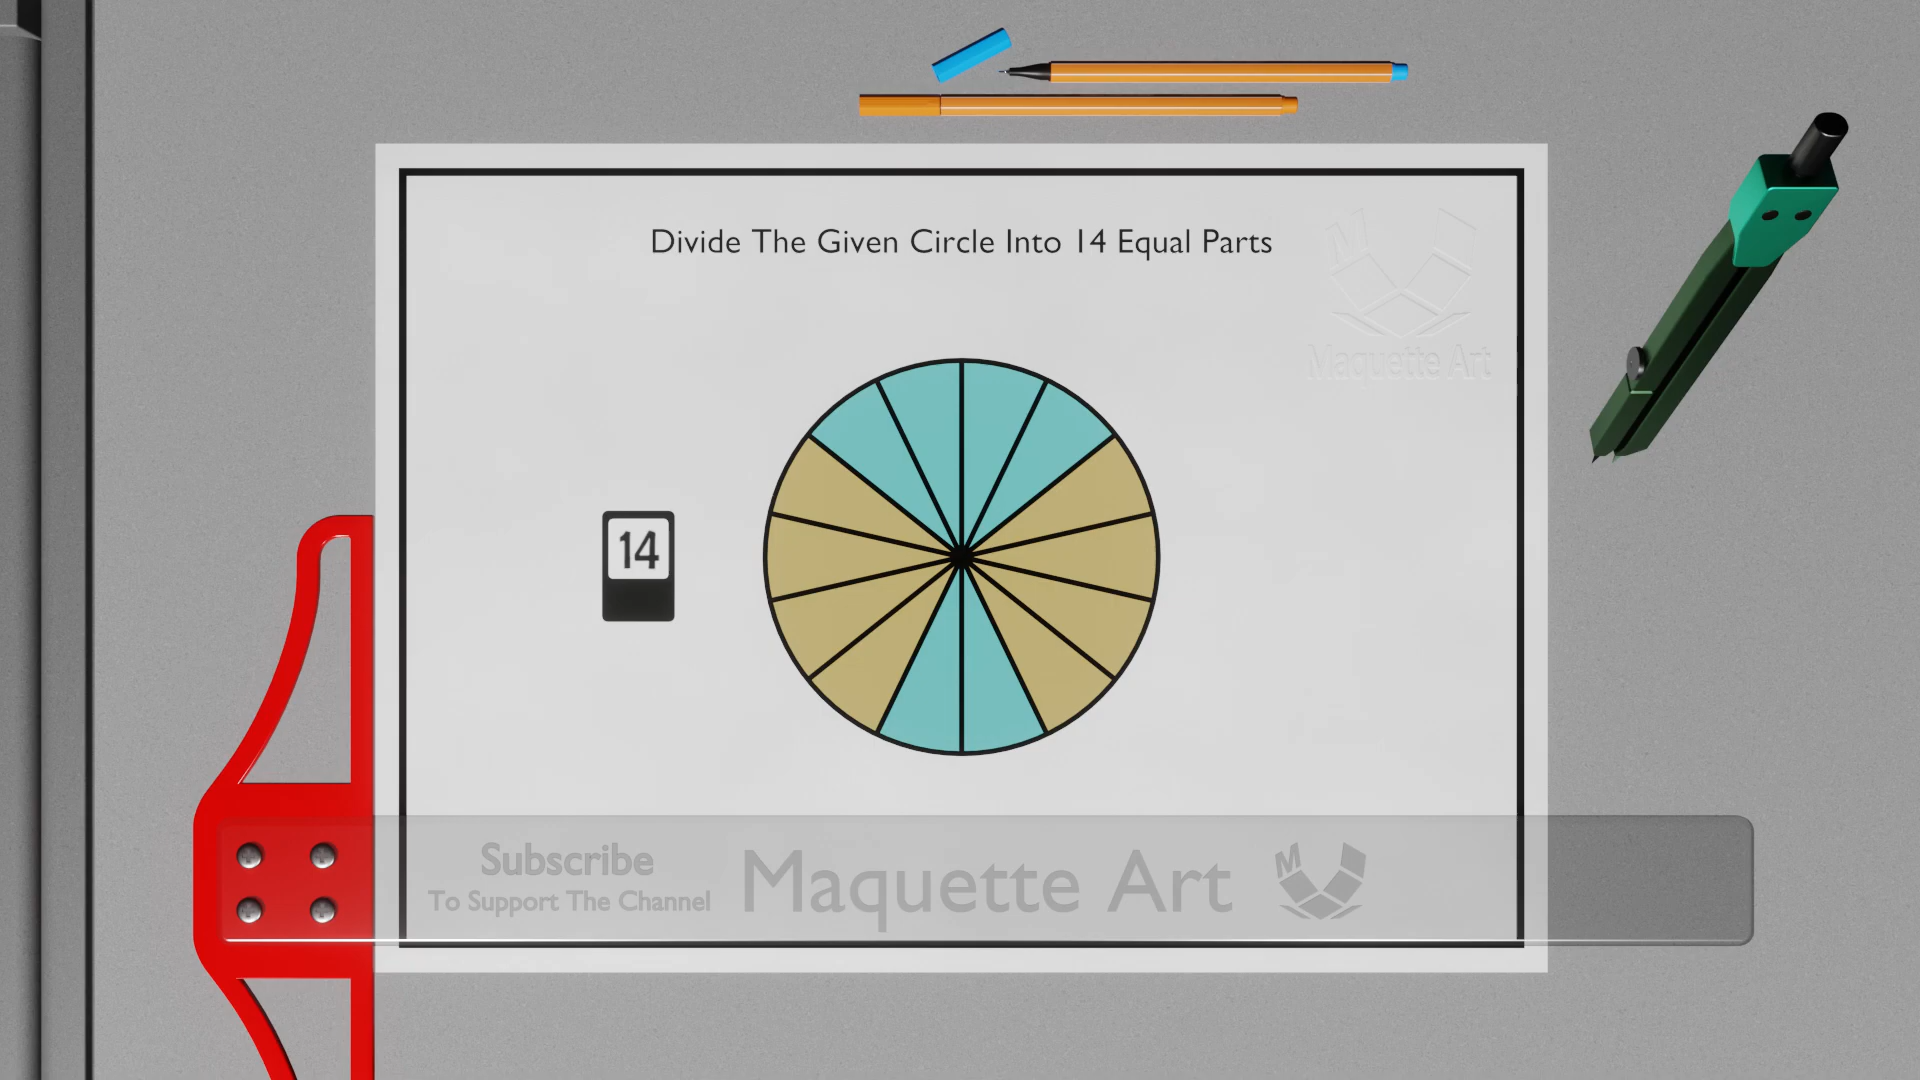 Divide The Given Circle Into 14 Equal Parts
M
Maquette Art
14
Subscribe
To Support The Channel
Maquette Art
M